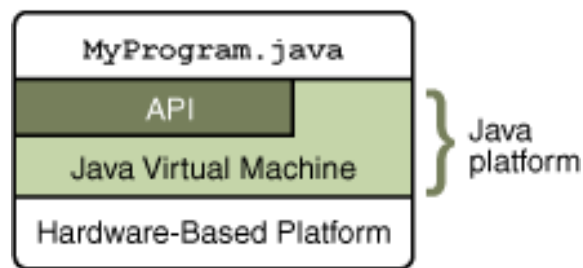 MyProgram.java
API
Java Virtual Machine
Hardware-Based Platform
Java
platform